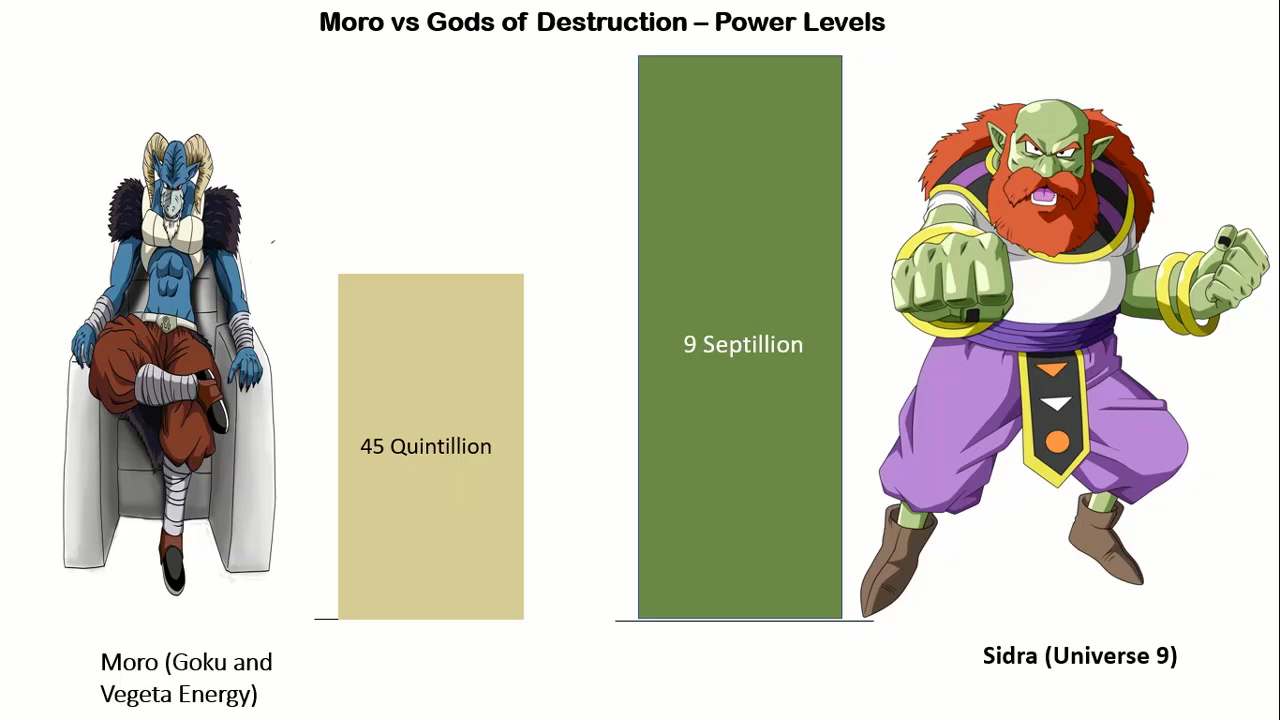 Moro vs Gods of Destruction – Power Levels
9 Septillion
45 Quintillion
Moro (Goku and
Vegeta Energy)
Sidra (Universe 9)